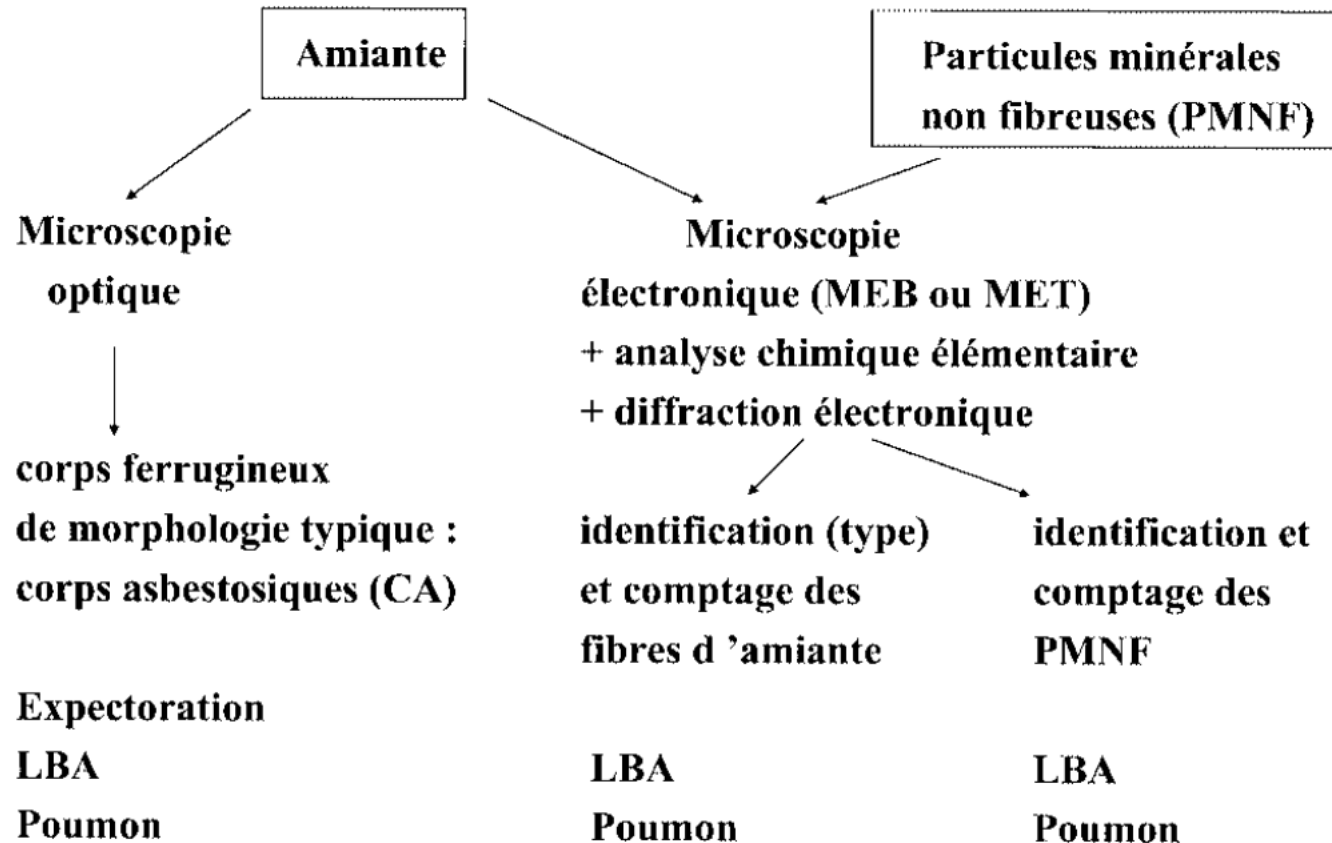 Amiante
Particules minérales
non fibreuses (PMNF)
Microscopie
optique
Microscopie
électronique (MEB ou MET)
+ analyse chimique élémentaire
+ diffraction électronique
corps ferrugineux
de morphologie typique :
corps asbestosiques (CA)
identification (type)
et comptage des
fibres d ’amiante
identification et
comptage des
PMNF
Expectoration
LBA
Poumon
LBA
Poumon
LBA
Poumon